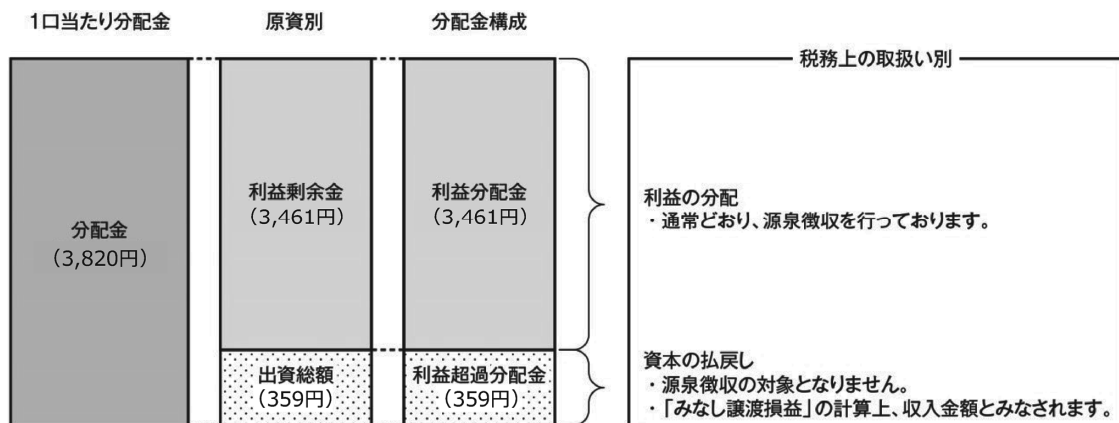 1口当たり分配金
原資別
分配金構成
税務上の取扱い別
分配金
（3,820円）
利益剰余金
（3,461円）
利益分配金
（3,461円）
利益の分配
・通常どおり、源泉徴収を行っております。
出資総額
（359円）
利益超過分配金
（359円）
資本の払戻し
・源泉徴収の対象となりません。
・「みなし譲渡損益」の計算上、収入金額とみなされます。